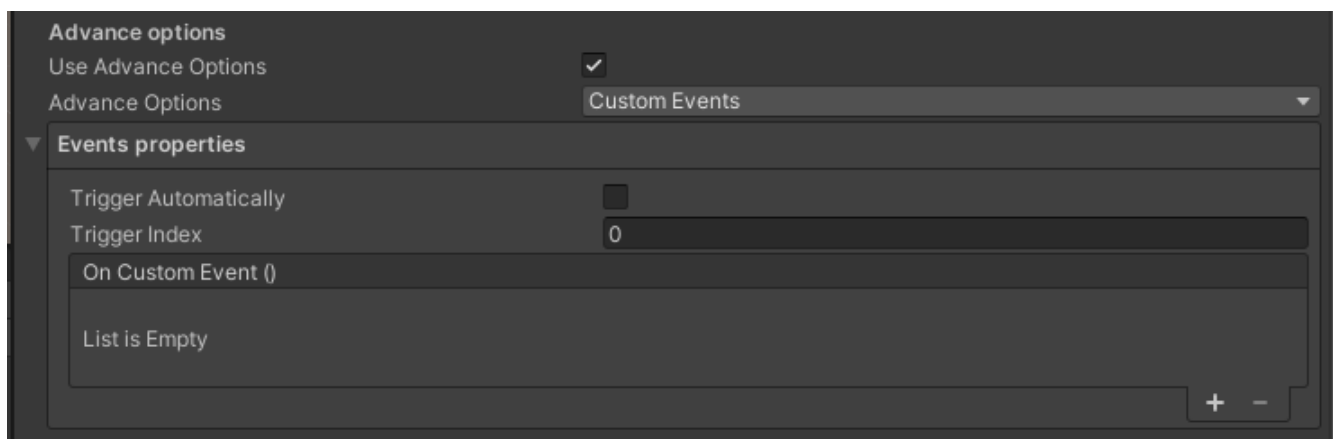 Advance options
Use Advance Options
Advance Options Custom Events
Events properties
Trigger Automatically
Trigger Index 0
On Custom Event ()
List is Empty
+ −